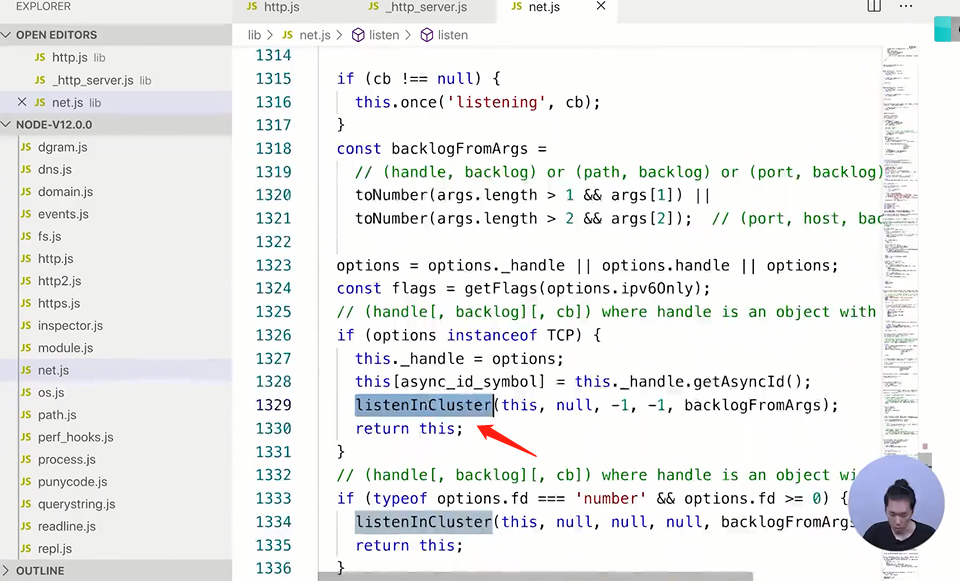 EXPLORER
OPEN EDITORS
JS http.js lib
JS _http_server.js lib
JS net.js lib
NODE-V12.0.0
JS dgram.js
JS dns.js
JS domain.js
JS events.js
JS fs.js
JS http.js
JS http2.js
JS https.js
JS inspector.js
JS module.js
JS net.js
JS os.js
JS path.js
JS perf_hooks.js
JS process.js
JS punycode.js
JS querystring.js
JS readline.js
JS repl.js
OUTLINE
JS http.js JS _http_server.js JS net.js
lib > JS net.js > listen > listen
1314
1315 if (cb !== null) {
1316 this.once('listening', cb);
1317 }
1318 const backlogFromArgs =
1319 // (handle, backlog) or (path, backlog) or (port, backlog)
1320 toNumber(args.length > 1 && args[1]) ||
1321 toNumber(args.length > 2 && args[2]); // (port, host, bac
1322
1323 options = options._handle || options.handle || options;
1324 const flags = getFlags(options.ipv6Only);
1325 // (handle[, backlog][, cb]) where handle is an object with
1326 if (options instanceof TCP) {
1327 this._handle = options;
1328 this[async_id_symbol] = this._handle.getAsyncId();
1329 listenInCluster(this, null, -1, -1, backlogFromArgs);
1330 return this;
1331 }
1332 // (handle[, backlog][, cb]) where handle is an object wi
1333 if (typeof options.fd === 'number' && options.fd >= 0) {
1334 listenInCluster(this, null, null, null, backlogFromArgs
1335 return this;
1336 }